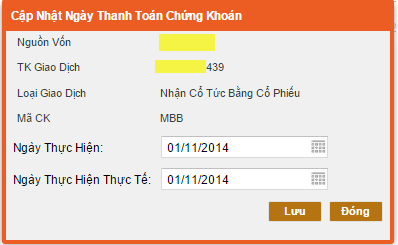 Cập Nhật Ngày Thanh Toán Chứng Khoán
Nguồn Vốn
TK Giao Dịch 439
Loại Giao Dịch Nhận Cổ Tức Bằng Cổ Phiếu
Mã CK MBB
Ngày Thực Hiện: 01/11/2014
Ngày Thực Hiện Thực Tế: 01/11/2014
Lưu Đóng